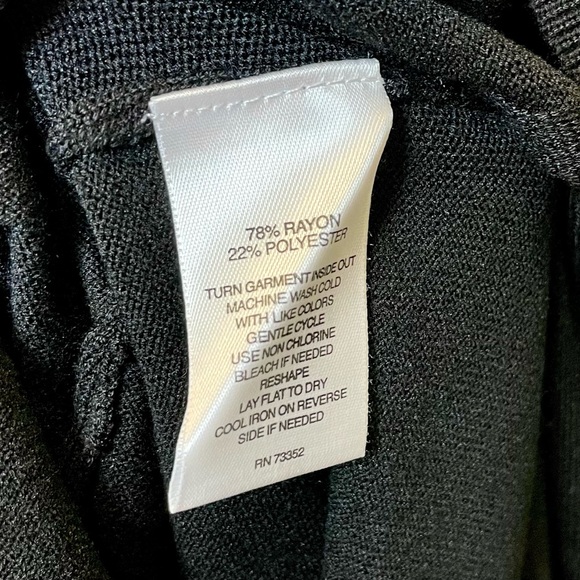 78% RAYON
22% POLYESTER
TURN GARMENT INSIDE OUT
MACHINE WASH COLD
WITH LIKE COLORS
GENTLE CYCLE
USE NON CHLORINE
BLEACH IF NEEDED
RESHAPE
LAY FLAT TO DRY
COOL IRON ON REVERSE
SIDE IF NEEDED
RN 73352